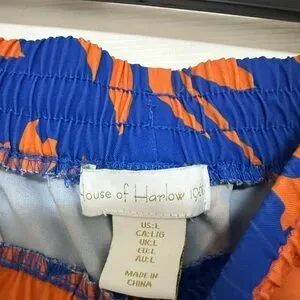 House of Harlow 1960
US:L
CA:L/G
UK:L
EU:L
AU:L
MADE IN
CHINA